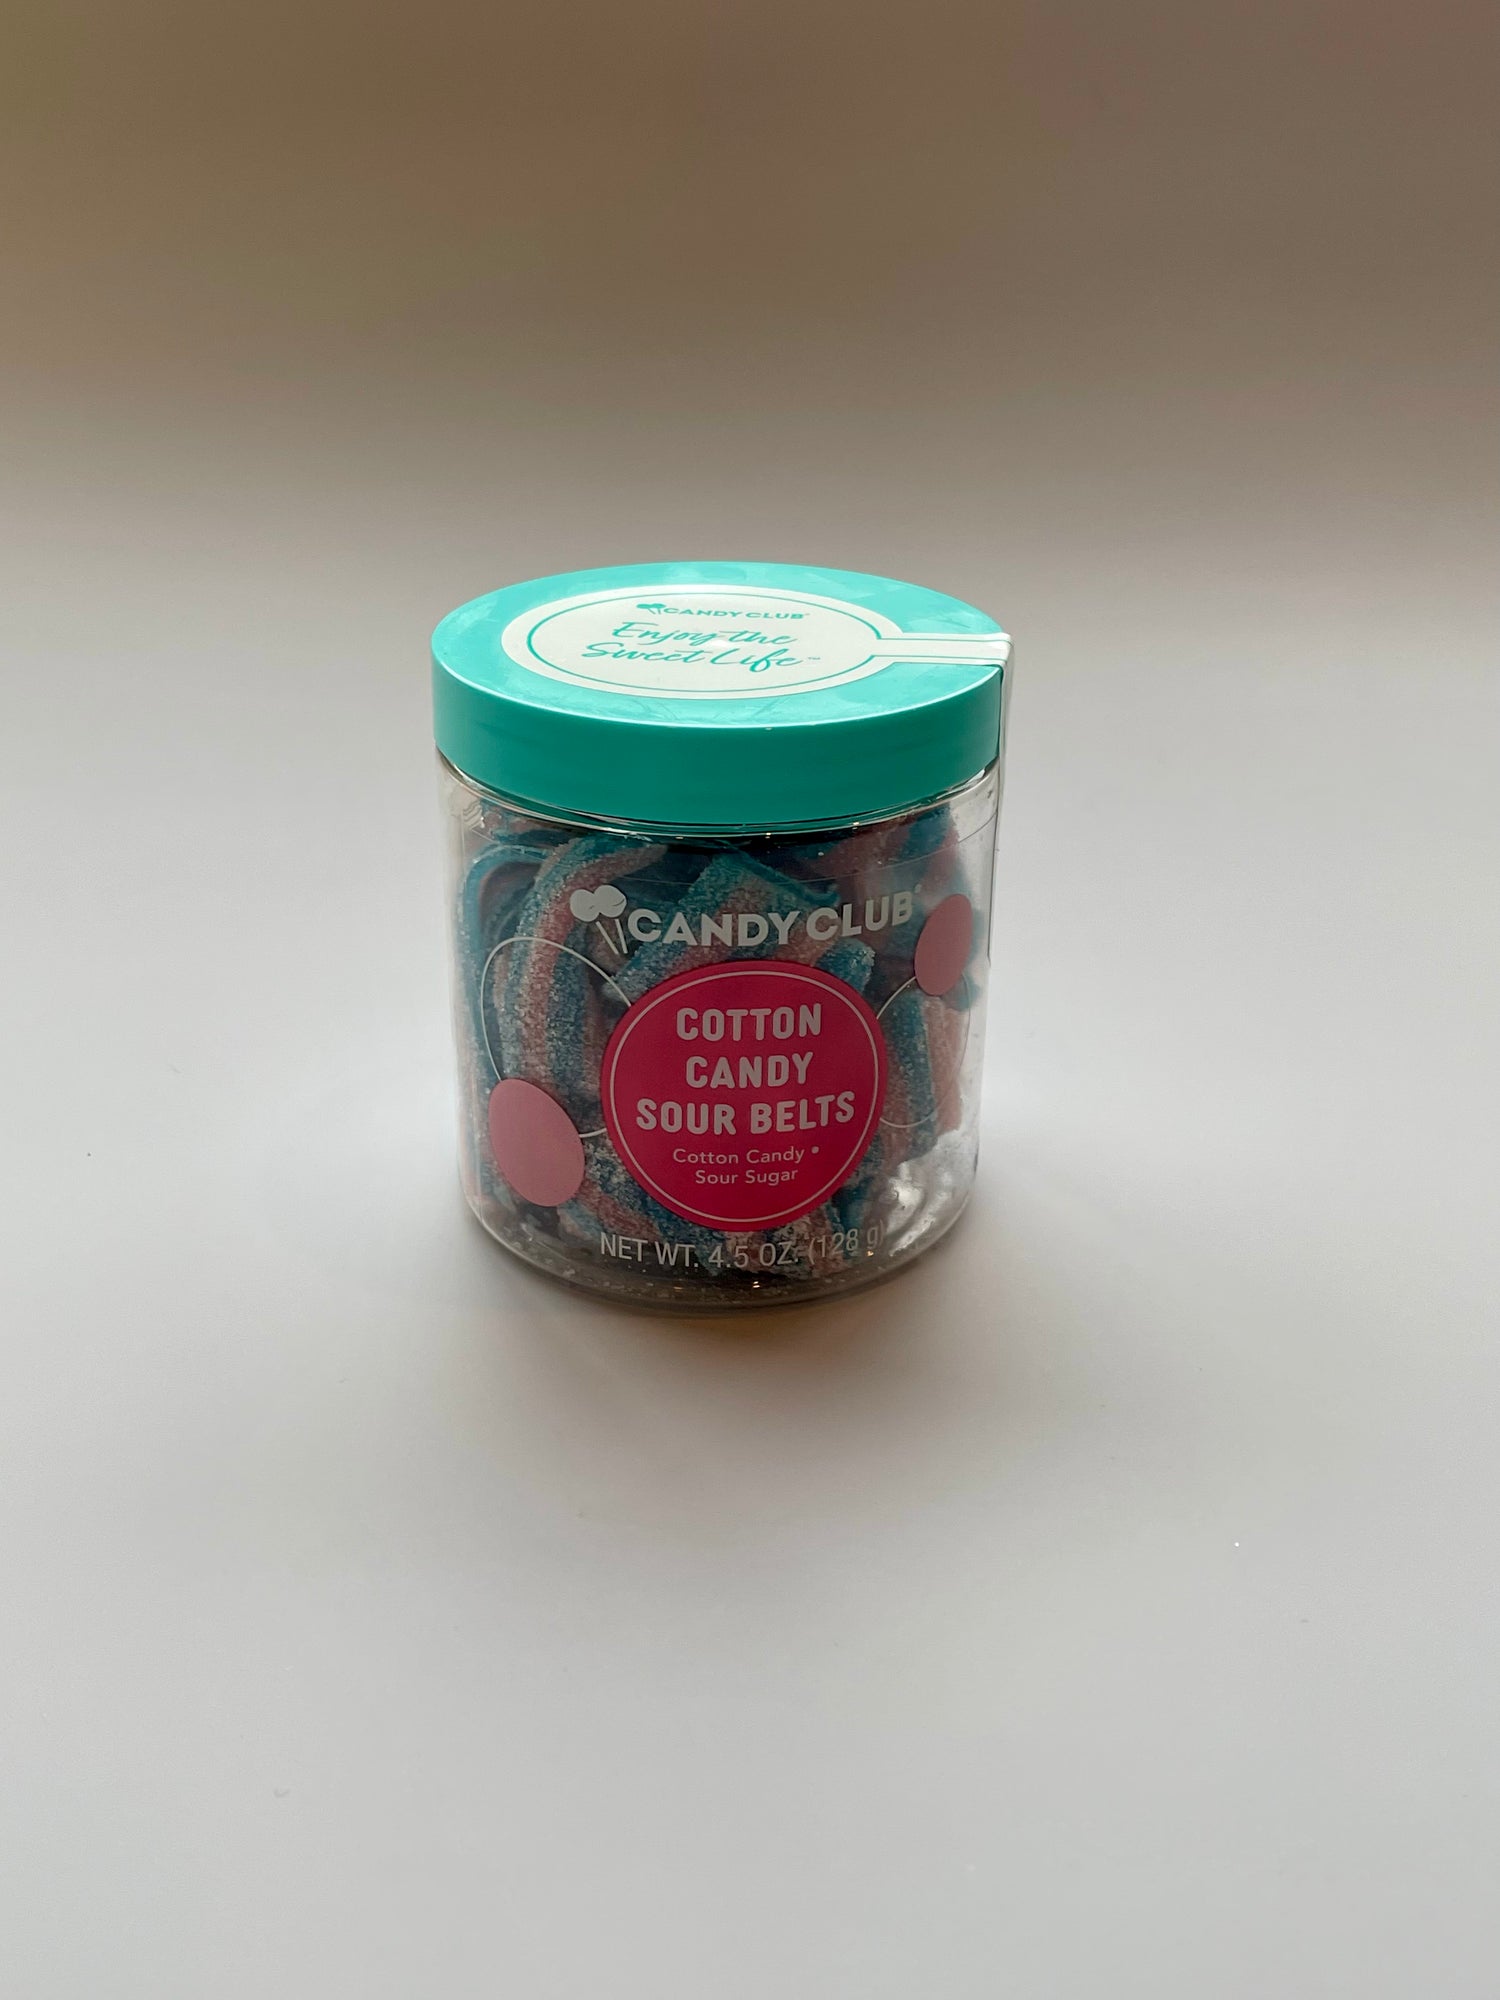 CANDY CLUB
Enjoy the
Sweet Life™
CANDY CLUB®
COTTON
CANDY
SOUR BELTS
Cotton Candy •
Sour Sugar
NET WT. 4.5 OZ. (128 g)